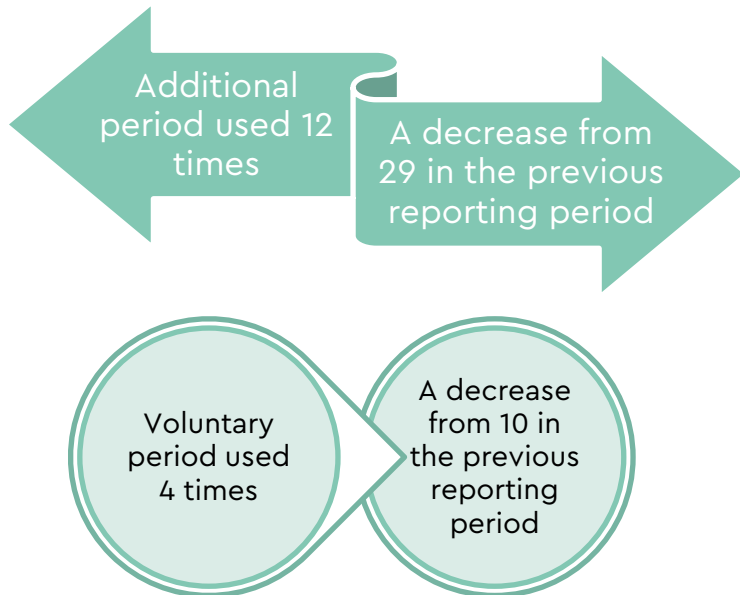 Additional
period used 12
times
A decrease from
29 in the previous
reporting period
Voluntary
period used
4 times
A decrease
from 10 in
the previous
reporting
period